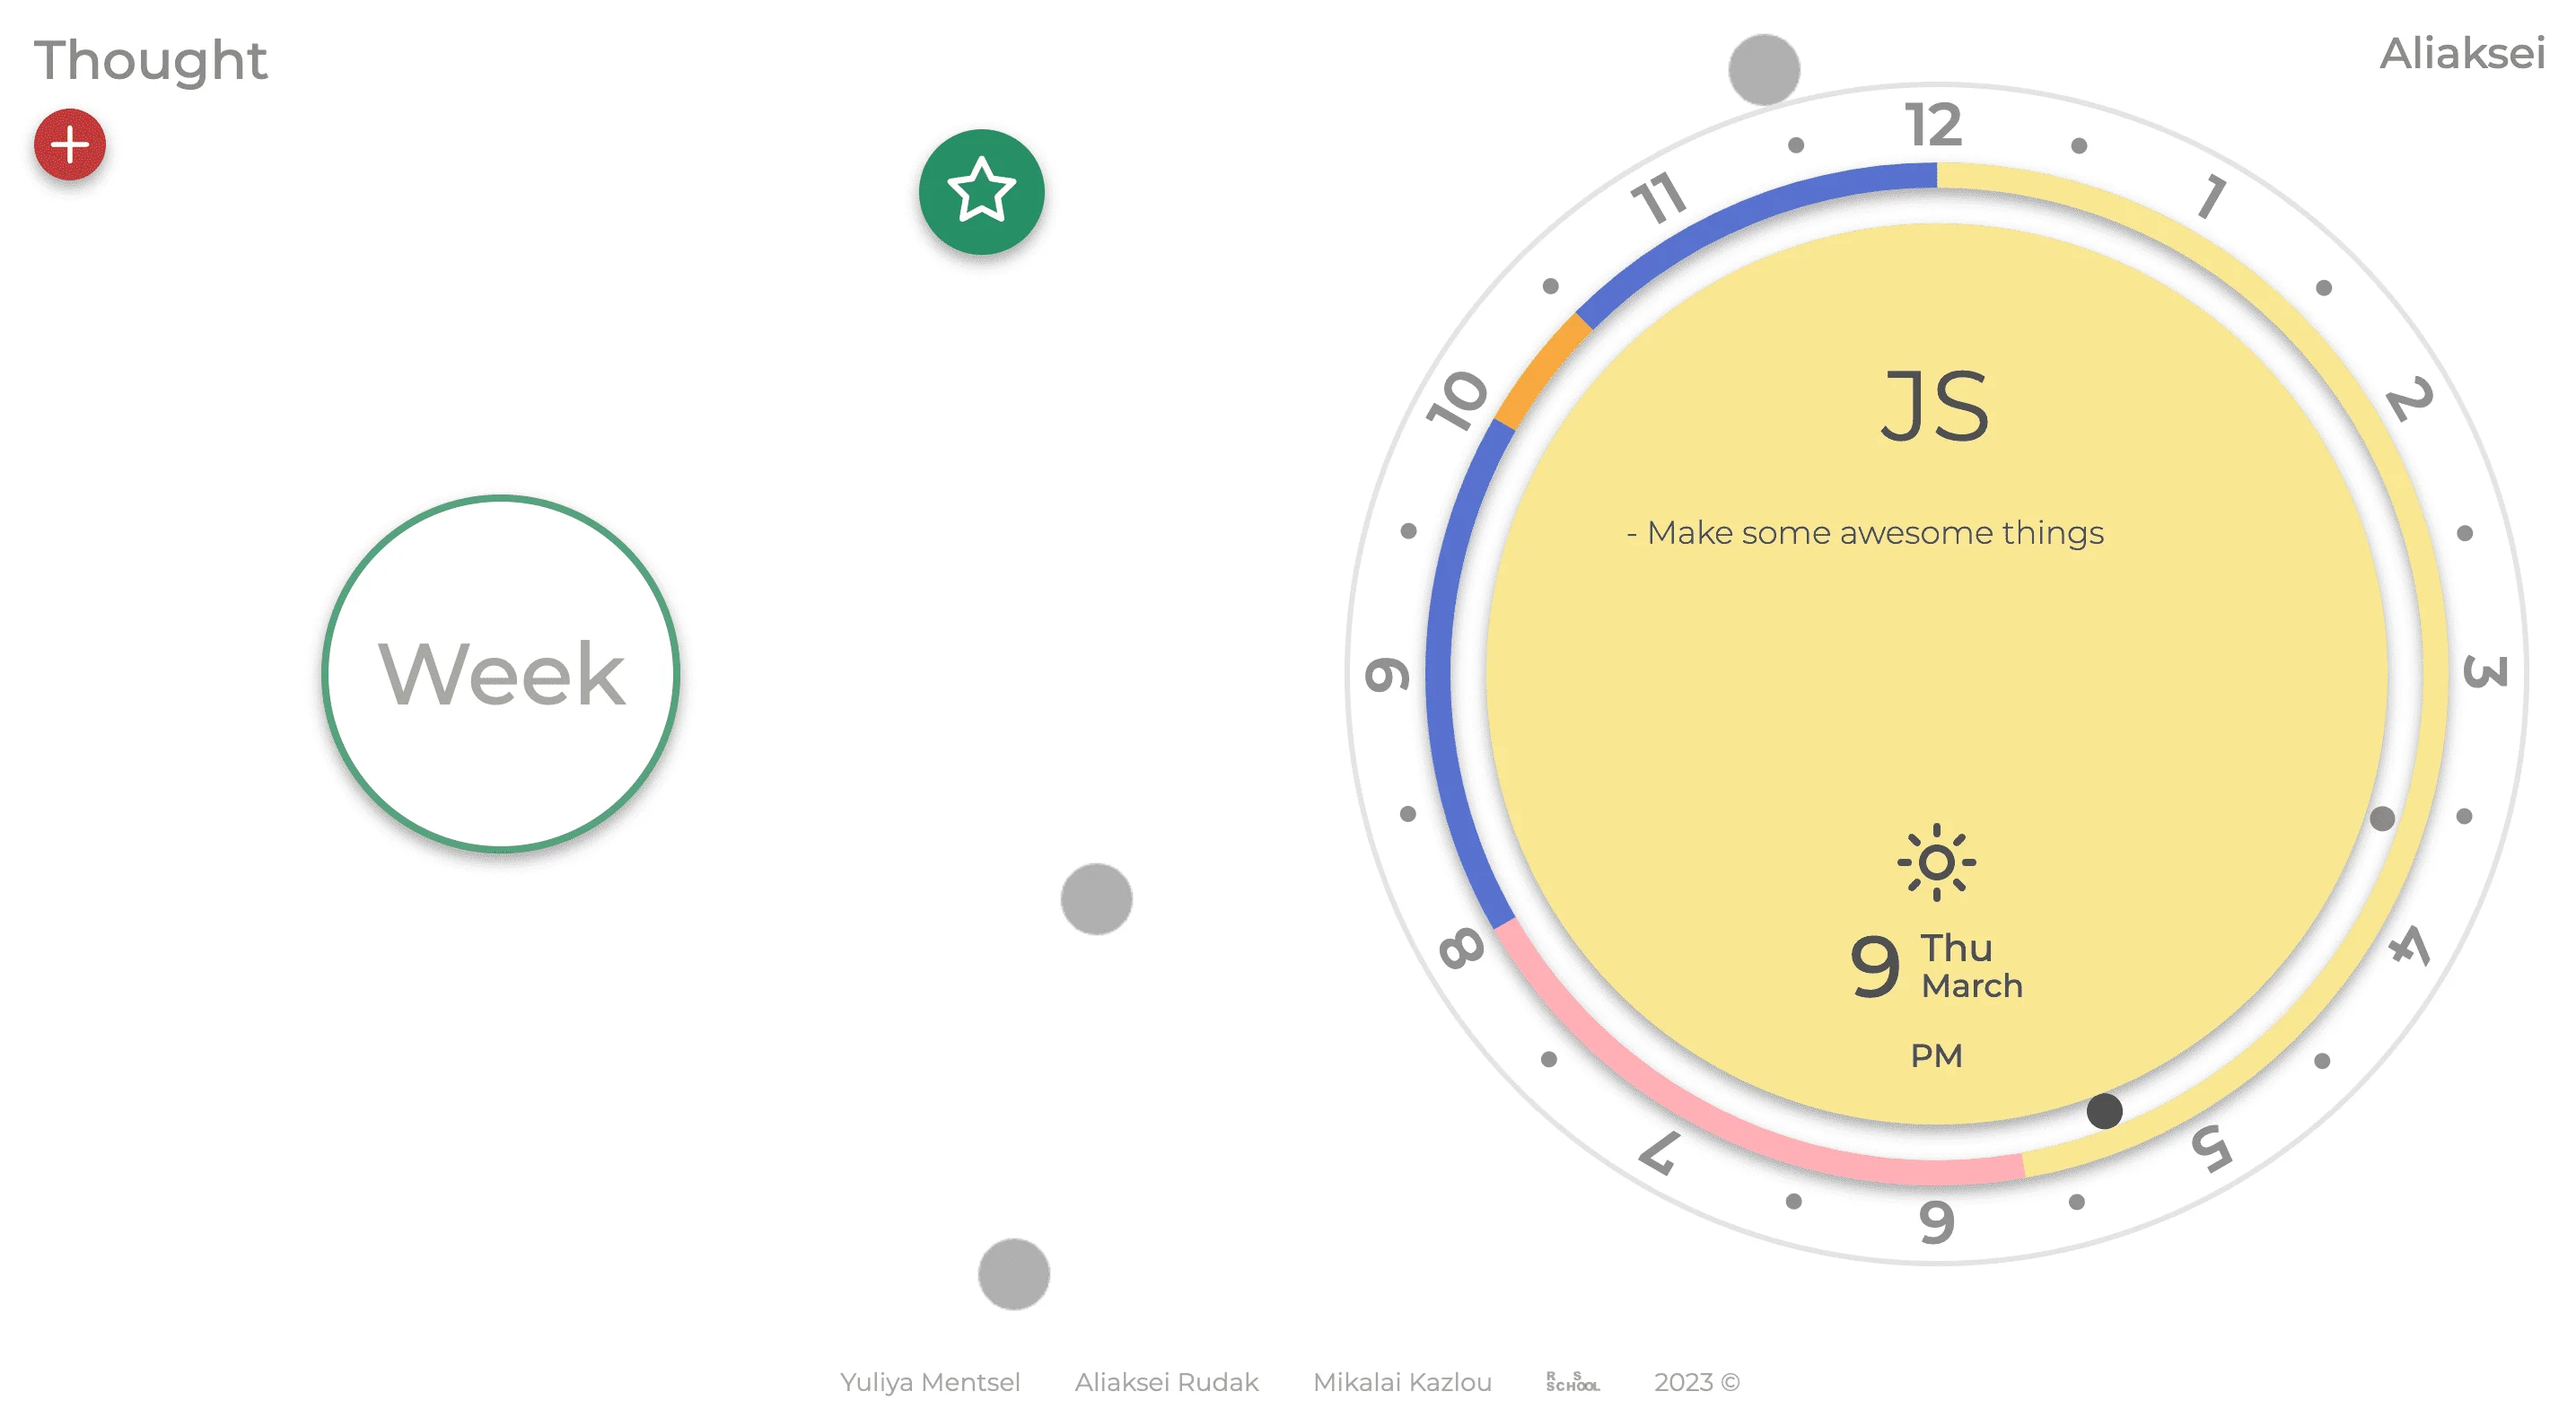 Thought
Aliaksei
12
1
2
3
4
5
6
7
8
9
10
11
JS
- Make some awesome things
9 Thu
March
PM
Week
Yuliya Mentsel Aliaksei Rudak Mikalai Kazlou RS SCHOOL 2023 ©